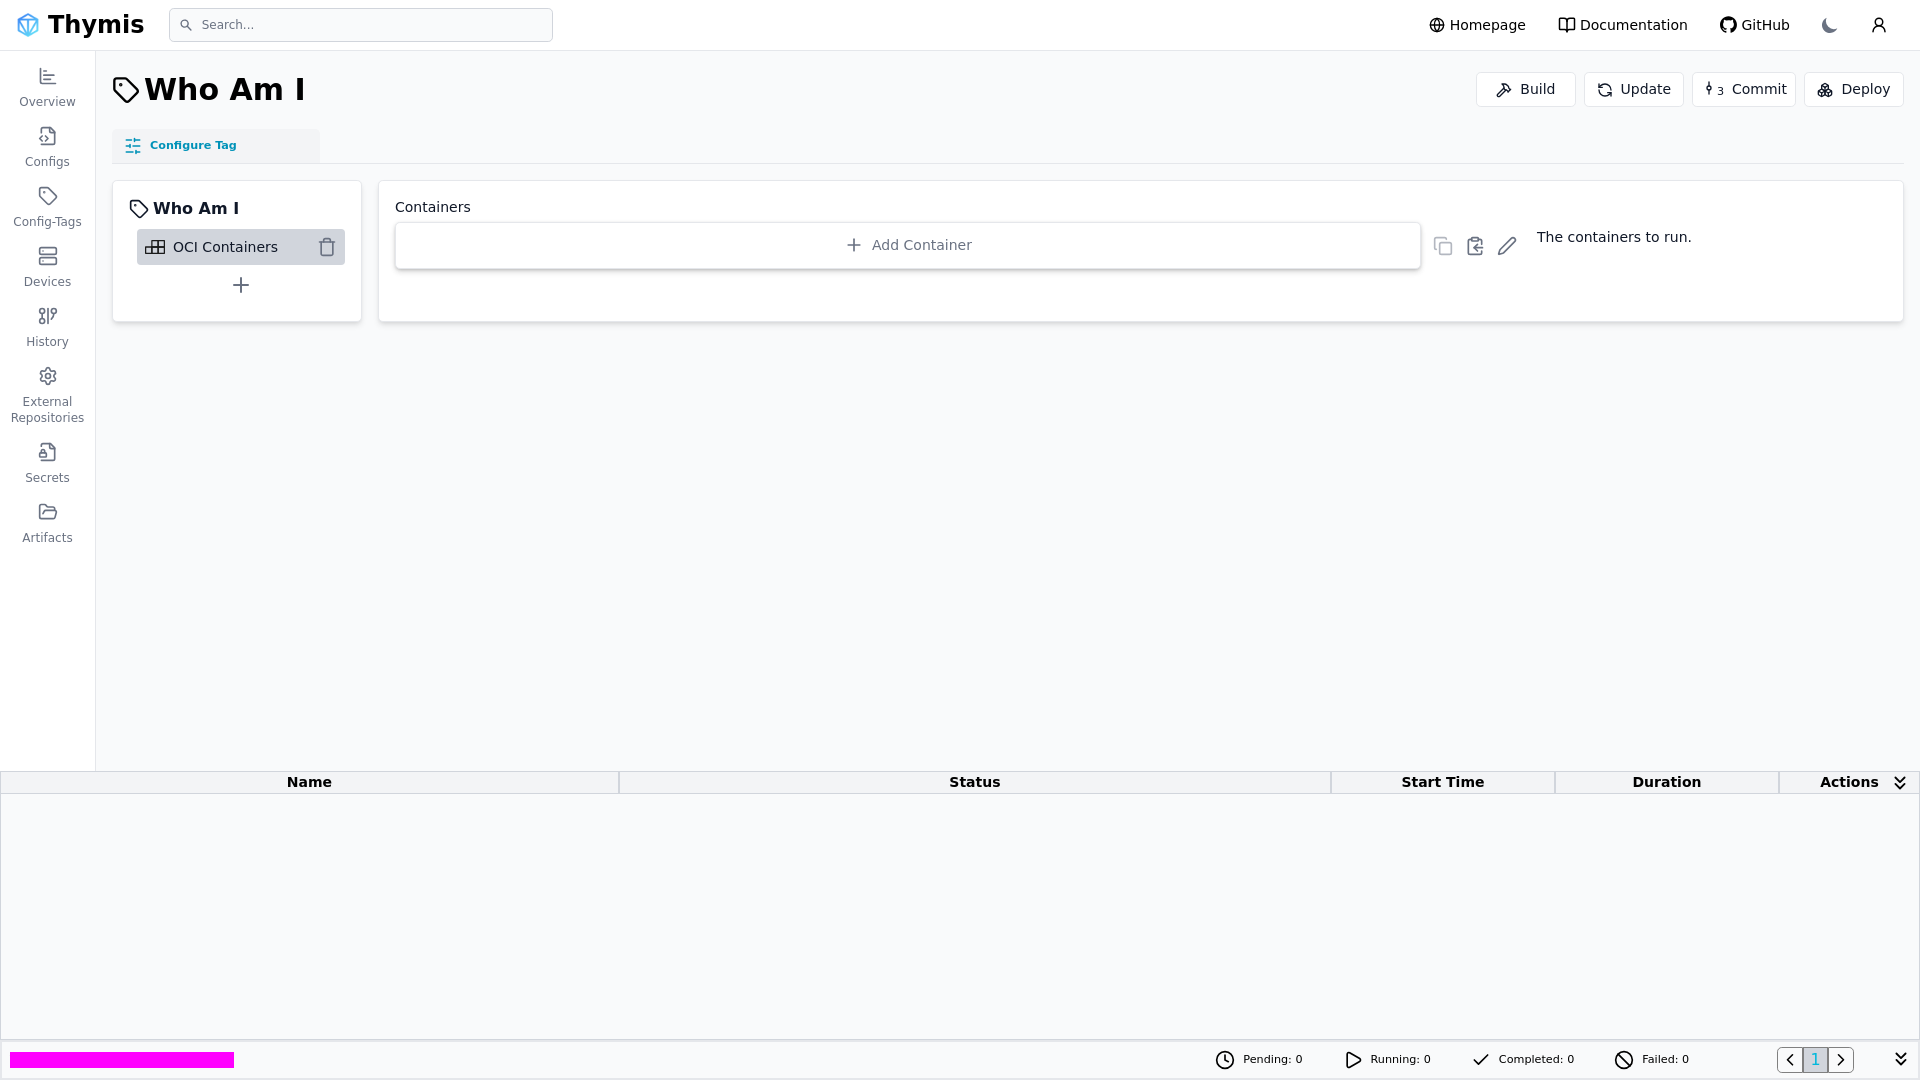 Thymis
Search...
Homepage
Documentation
GitHub
Overview
Configs
Config-Tags
Devices
History
External
Repositories
Secrets
Artifacts
Who Am I
Build
Update
3 Commit
Deploy
Configure Tag
Who Am I
OCI Containers
Containers
Add Container
The containers to run.
Name Status Start Time Duration Actions
Pending: 0 Running: 0 Completed: 0 Failed: 0
1